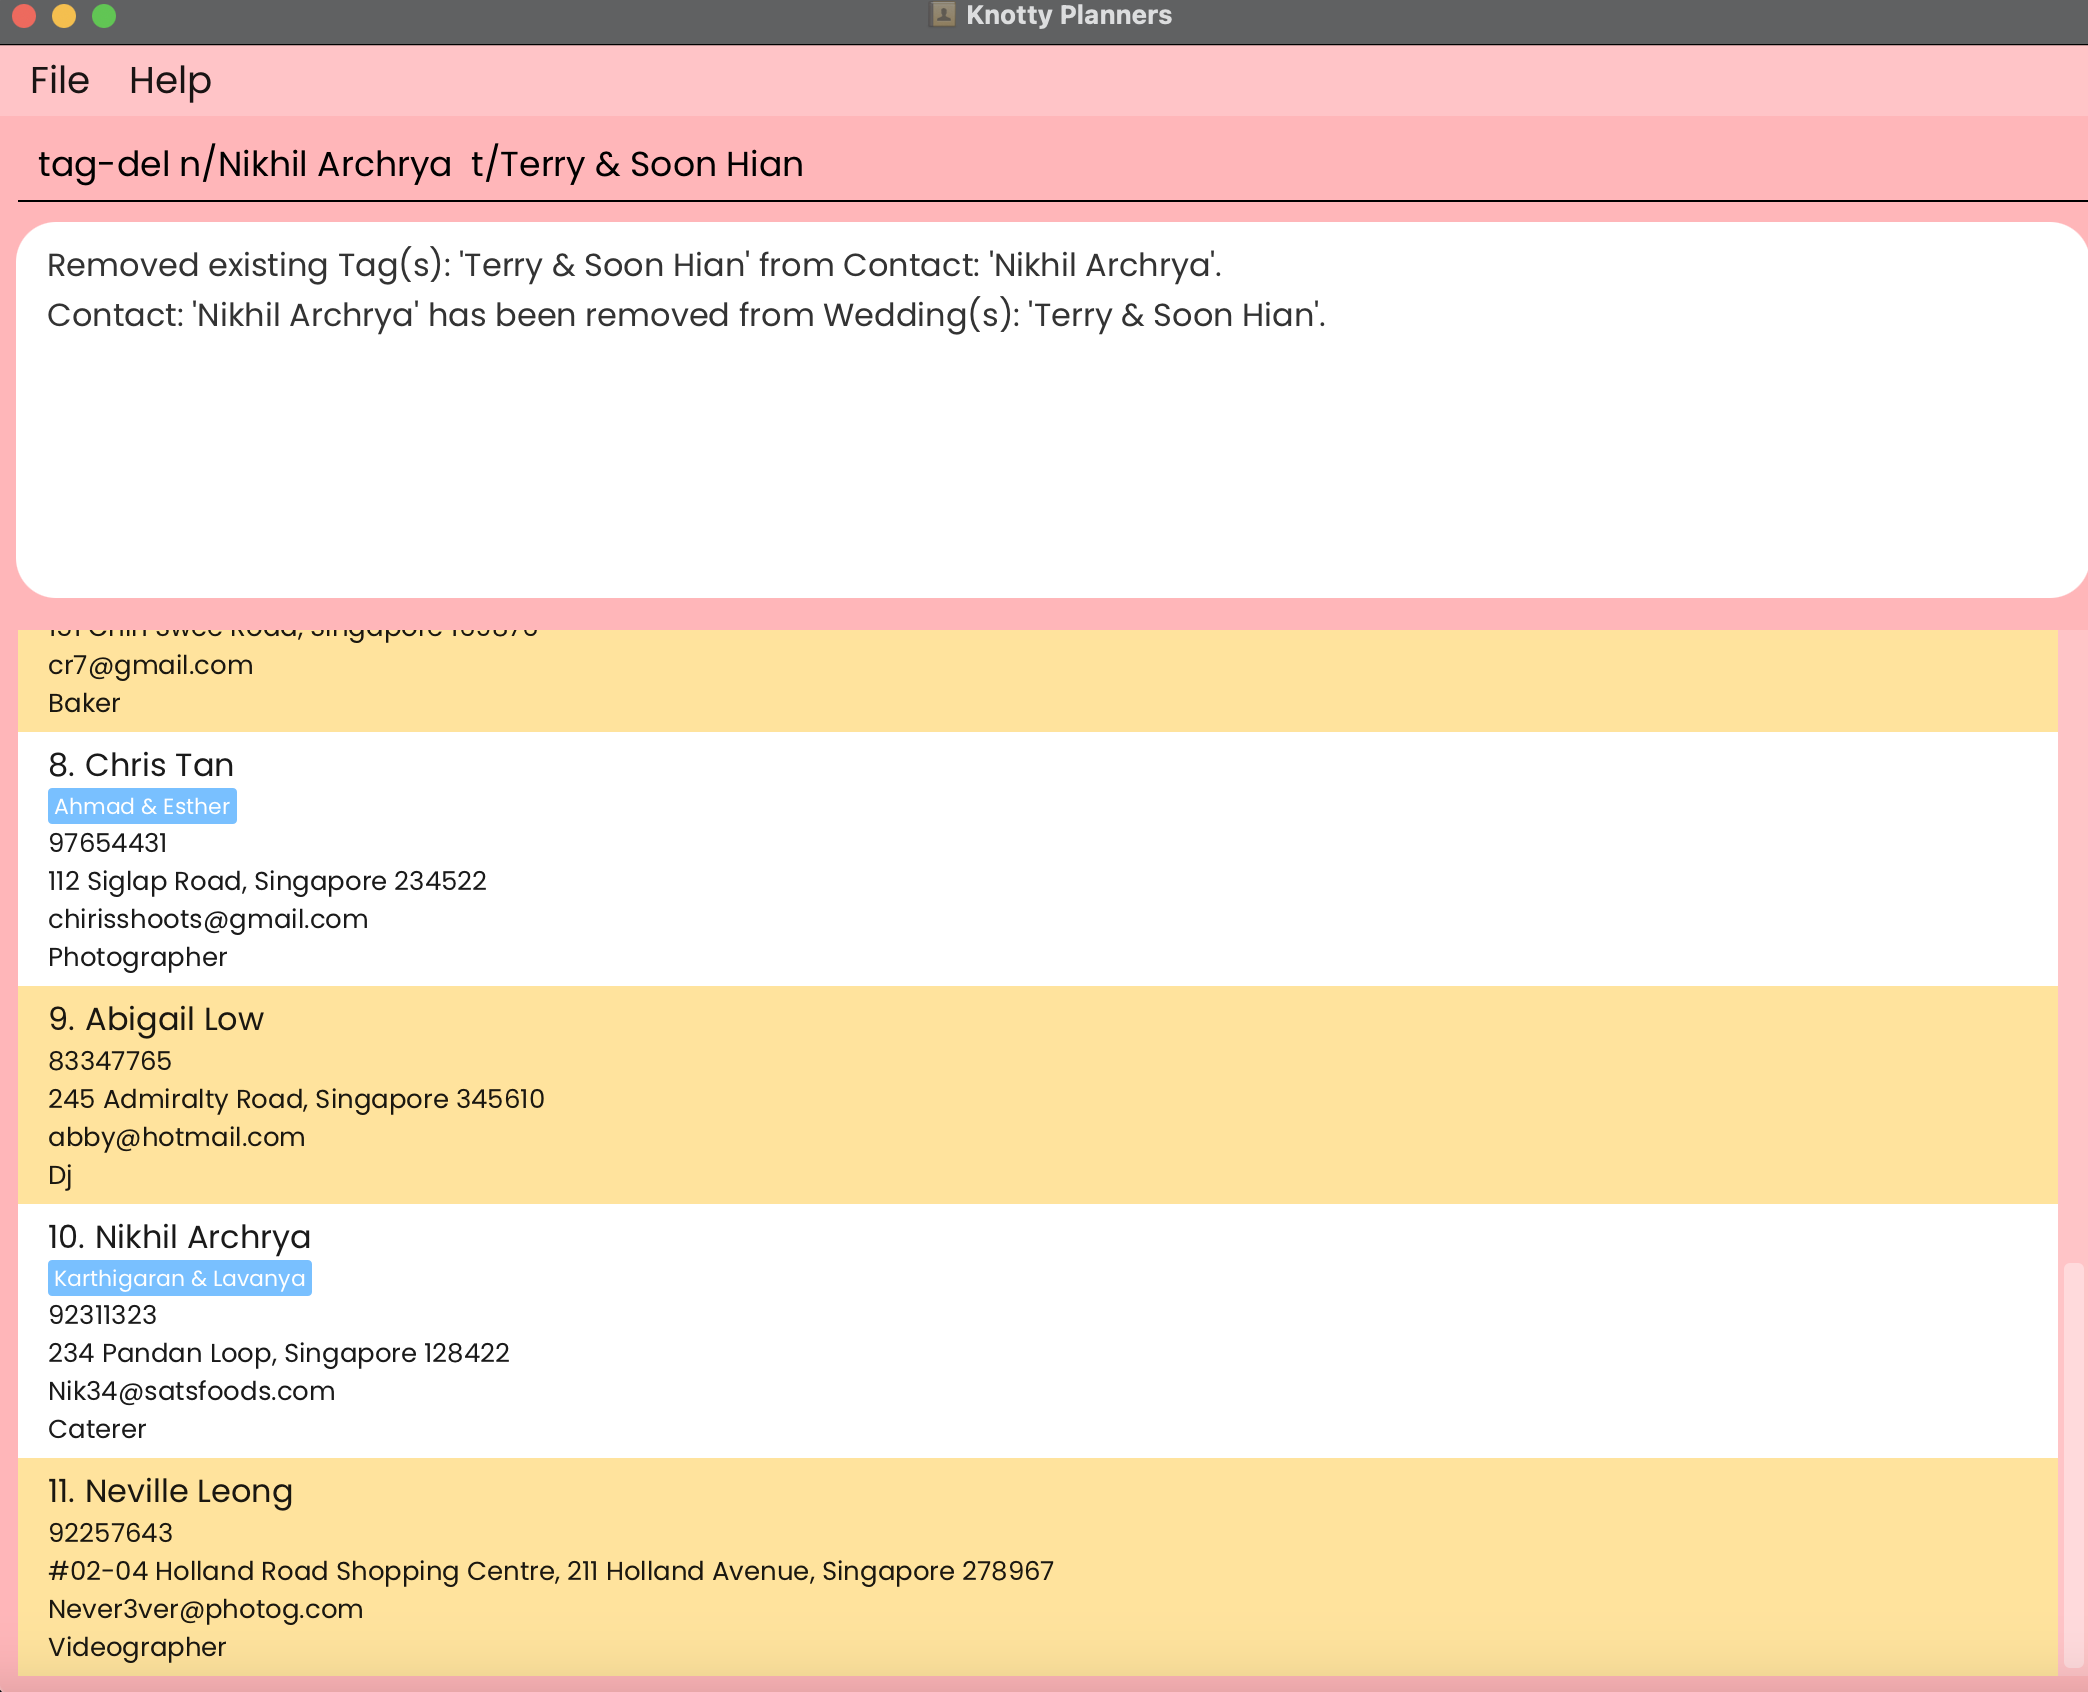 Knotty Planners
File Help
tag-del n/Nikhil Archrya  t/Terry & Soon Hian
Removed existing Tag(s): 'Terry & Soon Hian' from Contact: 'Nikhil Archrya'.
Contact: 'Nikhil Archrya' has been removed from Wedding(s): 'Terry & Soon Hian'.
Road, Singapore
cr7@gmail.com
Baker
8. Chris Tan
Ahmad & Esther
97654431
112 Siglap Road, Singapore 234522
chirisshoots@gmail.com
Photographer
9. Abigail Low
83347765
245 Admiralty Road, Singapore 345610
abby@hotmail.com
Dj
10. Nikhil Archrya
Karthigaran & Lavanya
92311323
234 Pandan Loop, Singapore 128422
Nik34@satsfoods.com
Caterer
11. Neville Leong
92257643
#02-04 Holland Road Shopping Centre, 211 Holland Avenue, Singapore 278967
Never3ver@photog.com
Videographer